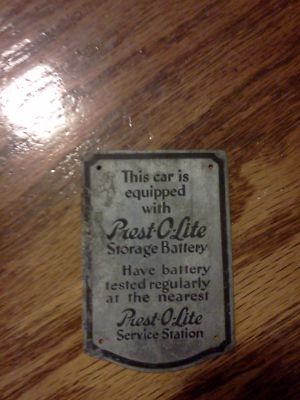 This car is
equipped
with
Prest-O-Lite
Storage Battery
Have battery
tested regularly
at the nearest
Prest-O-Lite
Service Station